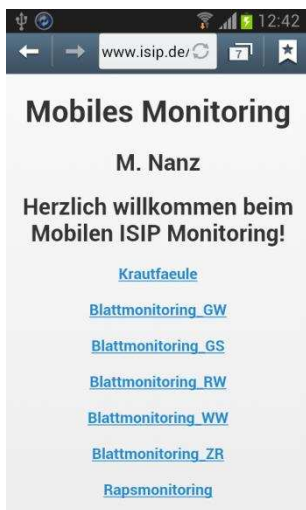 12:42
www.isip.de/
7
Mobiles Monitoring
M. Nanz
Herzlich willkommen beim
Mobilen ISIP Monitoring!
Krautfaeule
Blattmonitoring_GW
Blattmonitoring_GS
Blattmonitoring_RW
Blattmonitoring_WW
Blattmonitoring_ZR
Rapsmonitoring